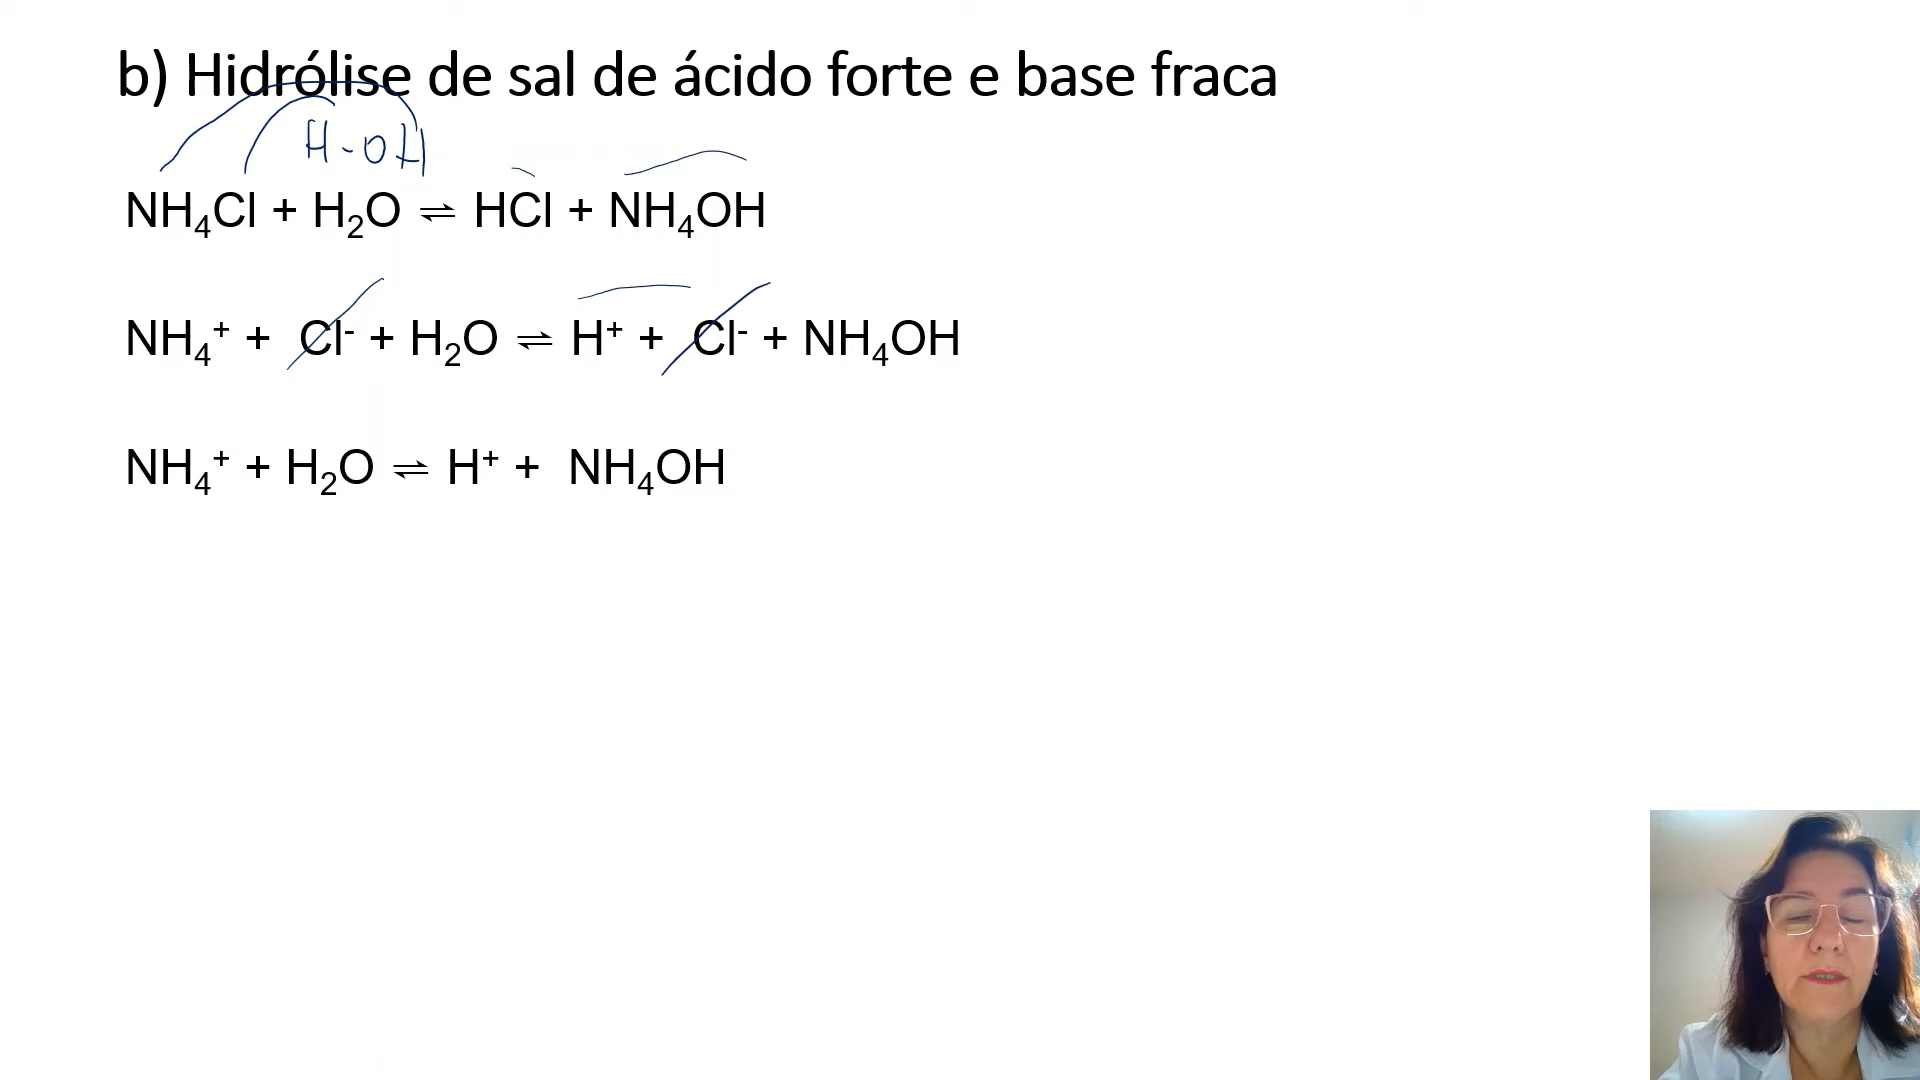 b) Hidrólise de sal de ácido forte e base fraca
H-OH
NH₄Cl + H₂O ⇌ HCl + NH₄OH
NH₄⁺ + Cl⁻ + H₂O ⇌ H⁺ + Cl⁻ + NH₄OH
NH₄⁺ + H₂O ⇌ H⁺ + NH₄OH